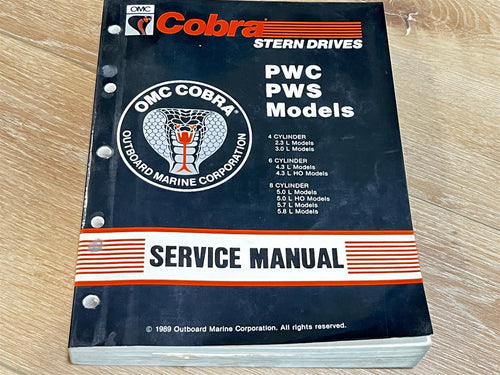 OMC
Cobra
STERN DRIVES
PWC
PWS
Models
OMC COBRA®
OUTBOARD MARINE CORPORATION
4 CYLINDER
2.3 L Models
3.0 L Models
6 CYLINDER
4.3 L Models
4.3 L HO Models
8 CYLINDER
5.0 L Models
5.0 L HO Models
5.7 L Models
5.8 L Models
SERVICE MANUAL
© 1989 Outboard Marine Corporation. All rights reserved.